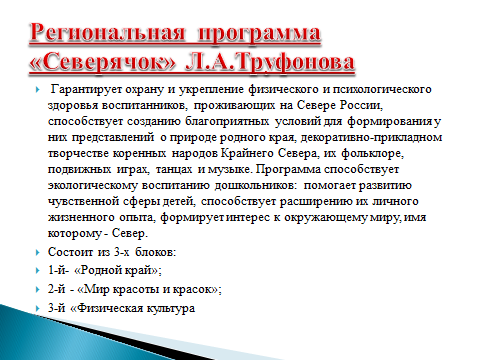 Региональная программа
«Северячок» Л.А.Труфонова
Гарантирует охрану и укрепление физического и психологического
здоровья воспитанников, проживающих на Севере России,
способствует созданию благоприятных условий для формирования у
них представлений о природе родного края, декоративно-прикладном
творчестве коренных народов Крайнего Севера, их фольклоре,
подвижных играх, танцах и музыке. Программа способствует
экологическому воспитанию дошкольников: помогает развитию
чувственной сферы детей, способствует расширению их личного
жизненного опыта, формирует интерес к окружающему миру, имя
которому - Север.
Состоит из 3-х блоков:
1-й- «Родной край»;
2-й - «Мир красоты и красок»;
3-й «Физическая культура